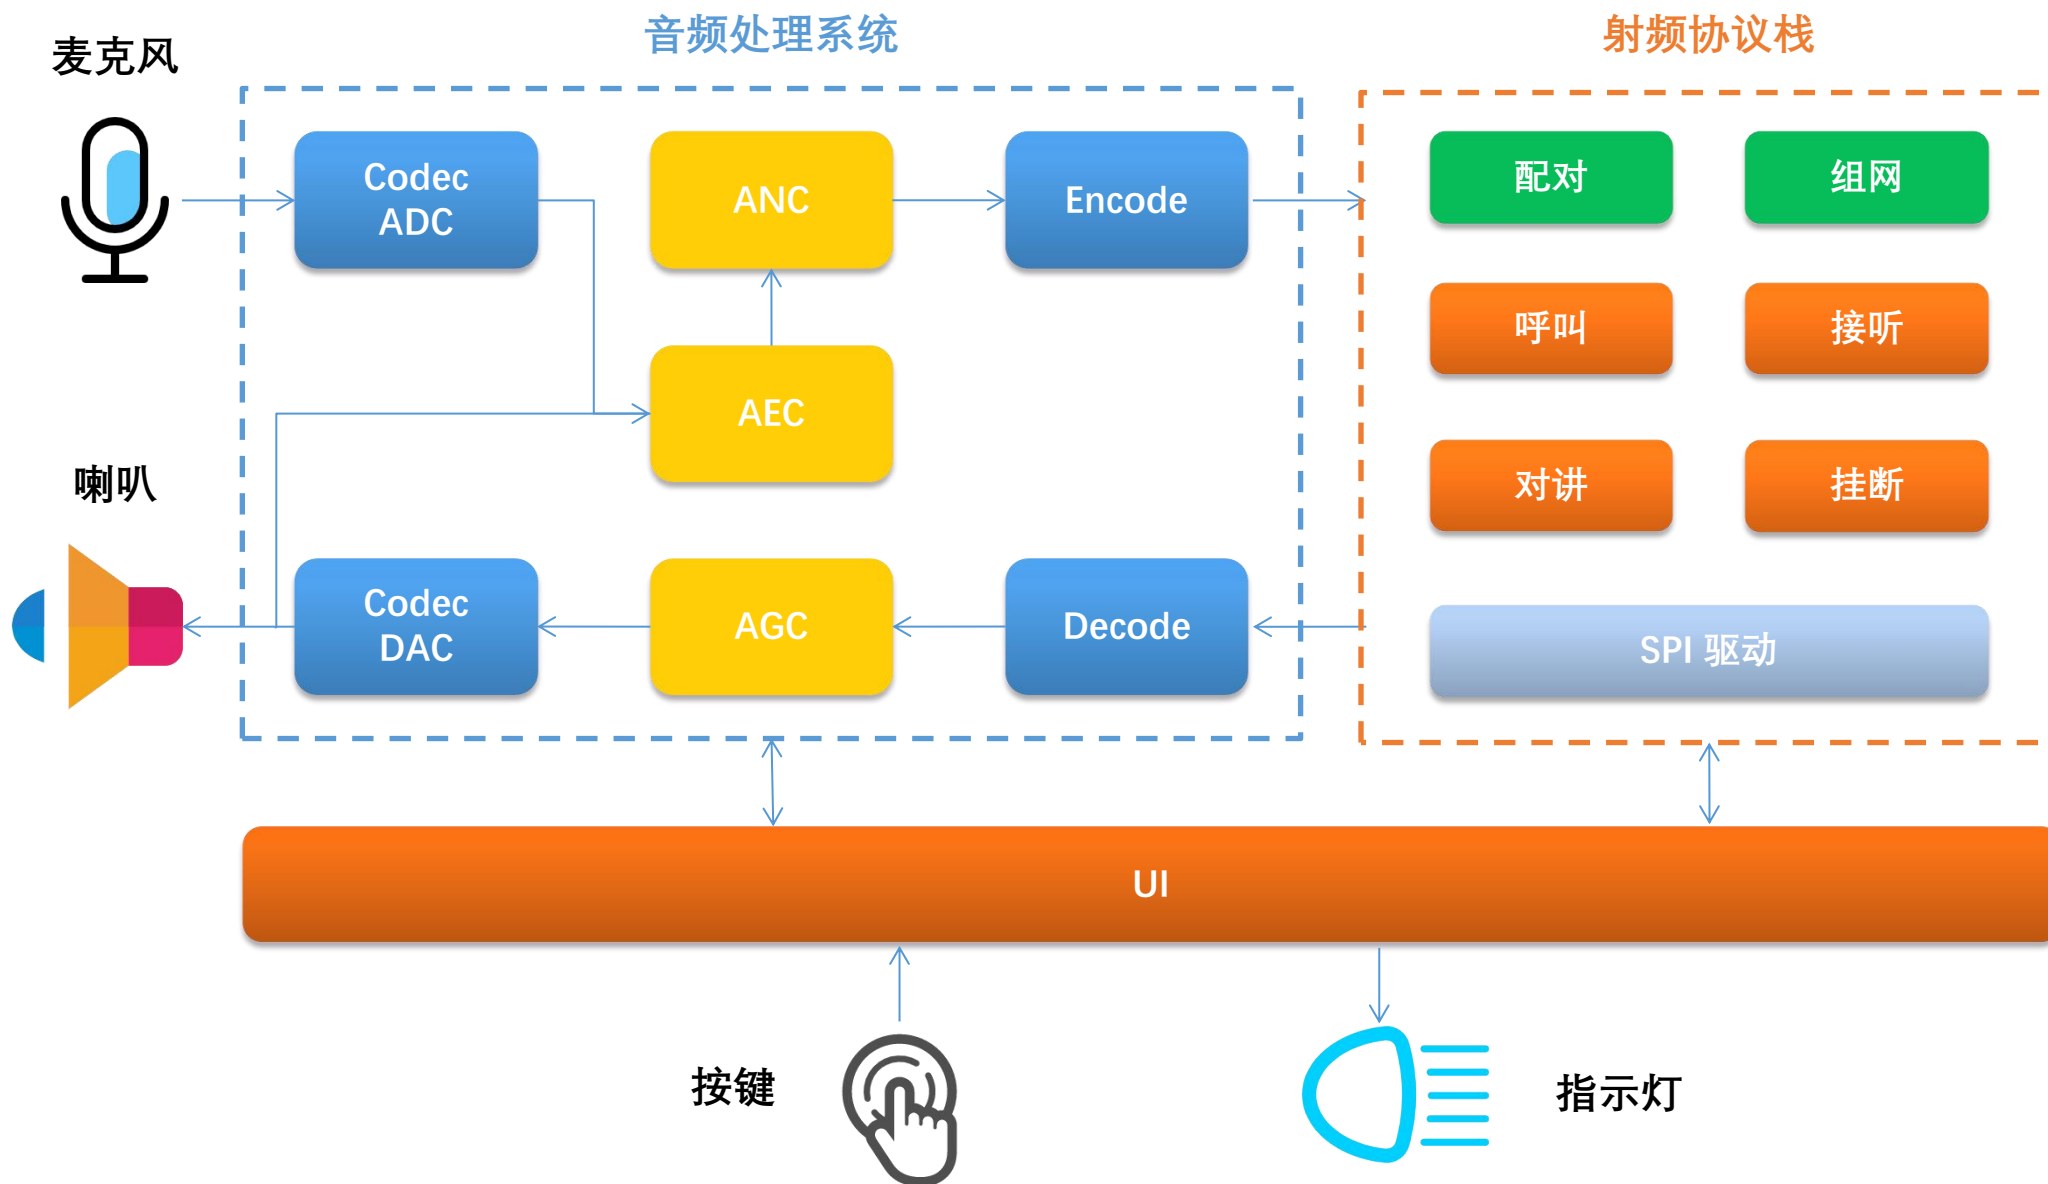 音频处理系统
射频协议栈
麦克风
Codec
ADC
ANC
Encode
配对
组网
呼叫
接听
AEC
喇叭
对讲
挂断
Codec
DAC
AGC
Decode
SPI 驱动
UI
按键
指示灯